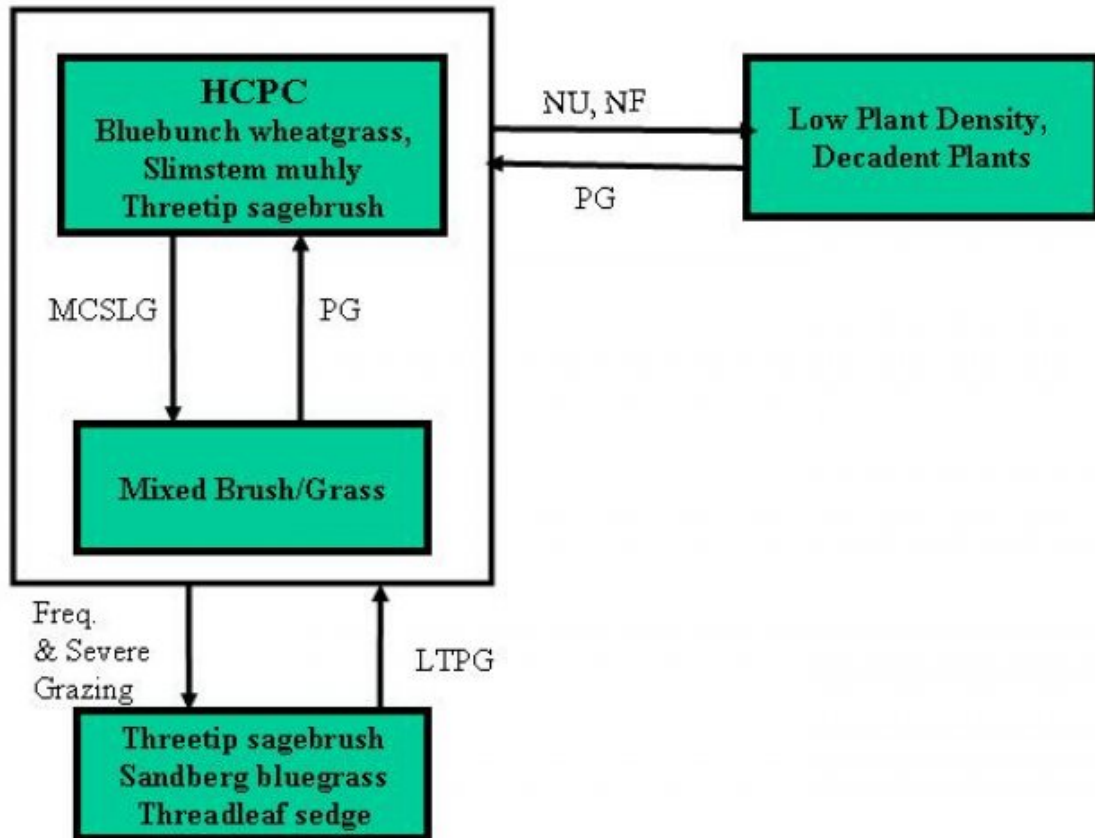 HCPC
Bluebunch wheatgrass,
Slimstem muhly
Threetip sagebrush
NU, NF
PG
Low Plant Density,
Decadent Plants
MCSLG
PG
Mixed Brush/Grass
Freq.
& Severe
Grazing
LTPG
Threetip sagebrush
Sandberg bluegrass
Threadleaf sedge